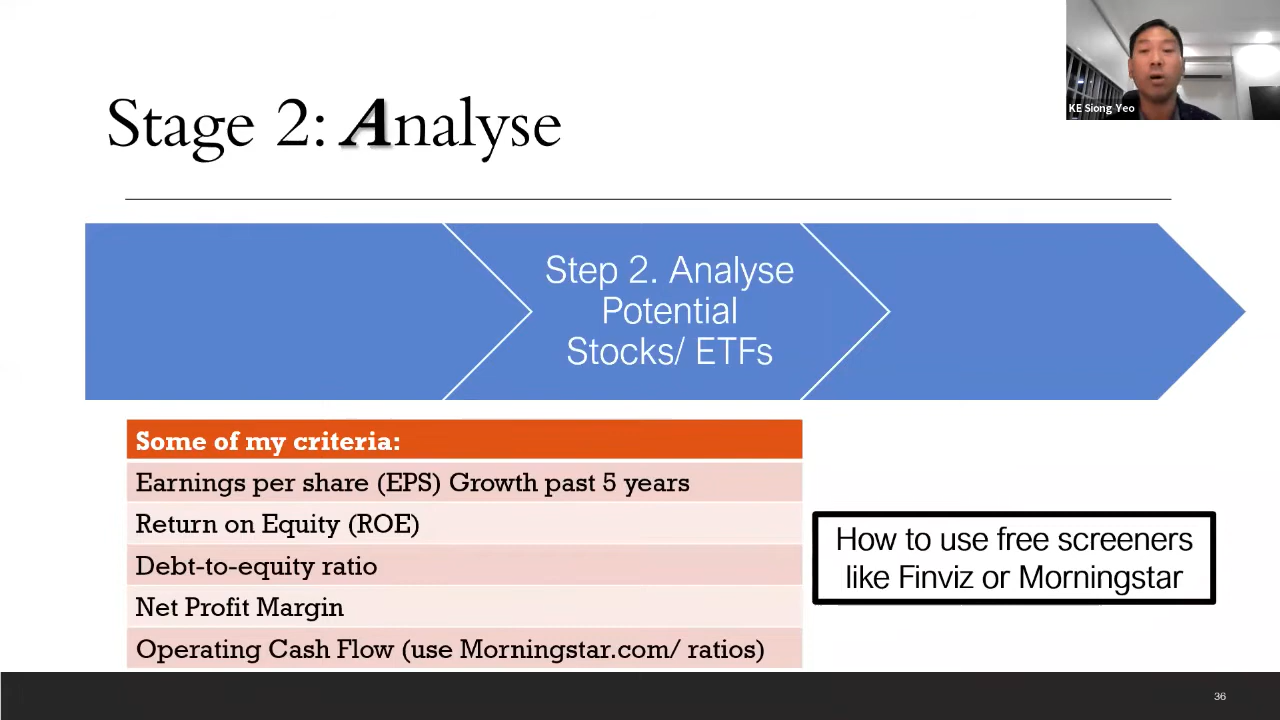 KE Siong Yeo
Stage 2: Analyse
Step 2. Analyse
Potential
Stocks/ ETFs
Some of my criteria:
Earnings per share (EPS) Growth past 5 years
Return on Equity (ROE)
Debt-to-equity ratio
Net Profit Margin
Operating Cash Flow (use Morningstar.com/ ratios)
How to use free screeners
like Finviz or Morningstar
36